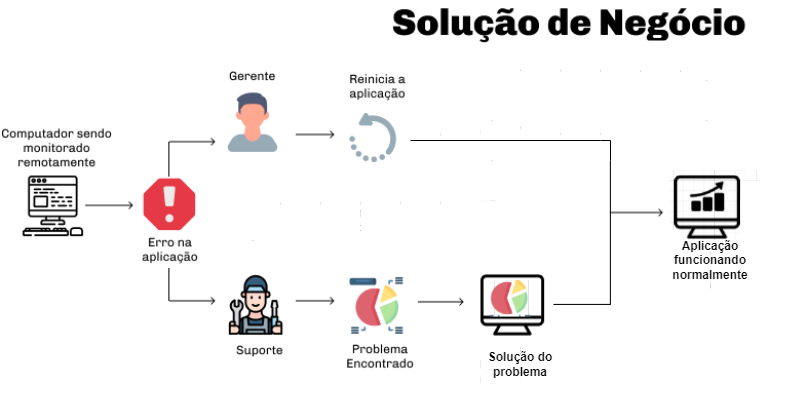 Solução de Negócio
Gerente
Reinicia a
aplicação
Computador sendo
monitorado
remotamente
Erro na
aplicação
Aplicação
funcionando
normalmente
Suporte
Problema
Encontrado
Solução do
problema